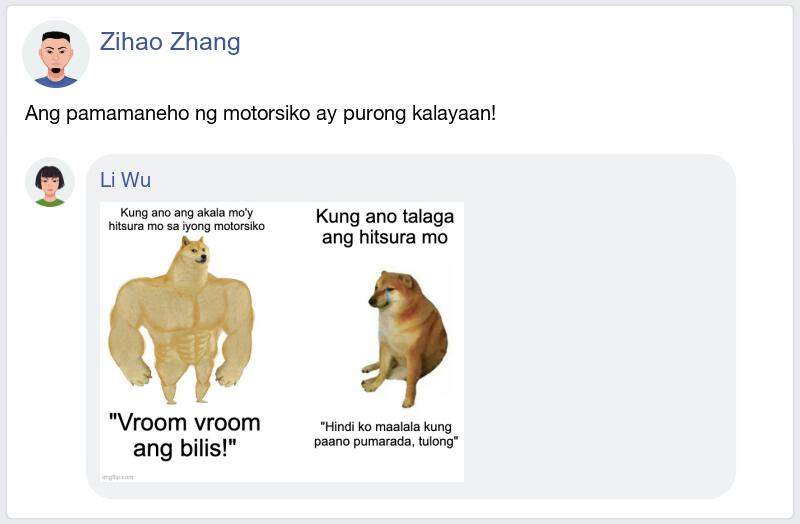 Zihao Zhang
Ang pamamaneho ng motorsiko ay purong kalayaan!
Li Wu
Kung ano ang akala mo'y
hitsura mo sa iyong motorsiko
"Vroom vroom
ang bilis!"
Kung ano talaga
ang hitsura mo
"Hindi ko maalala kung
paano pumarada, tulong"
imgflip.com